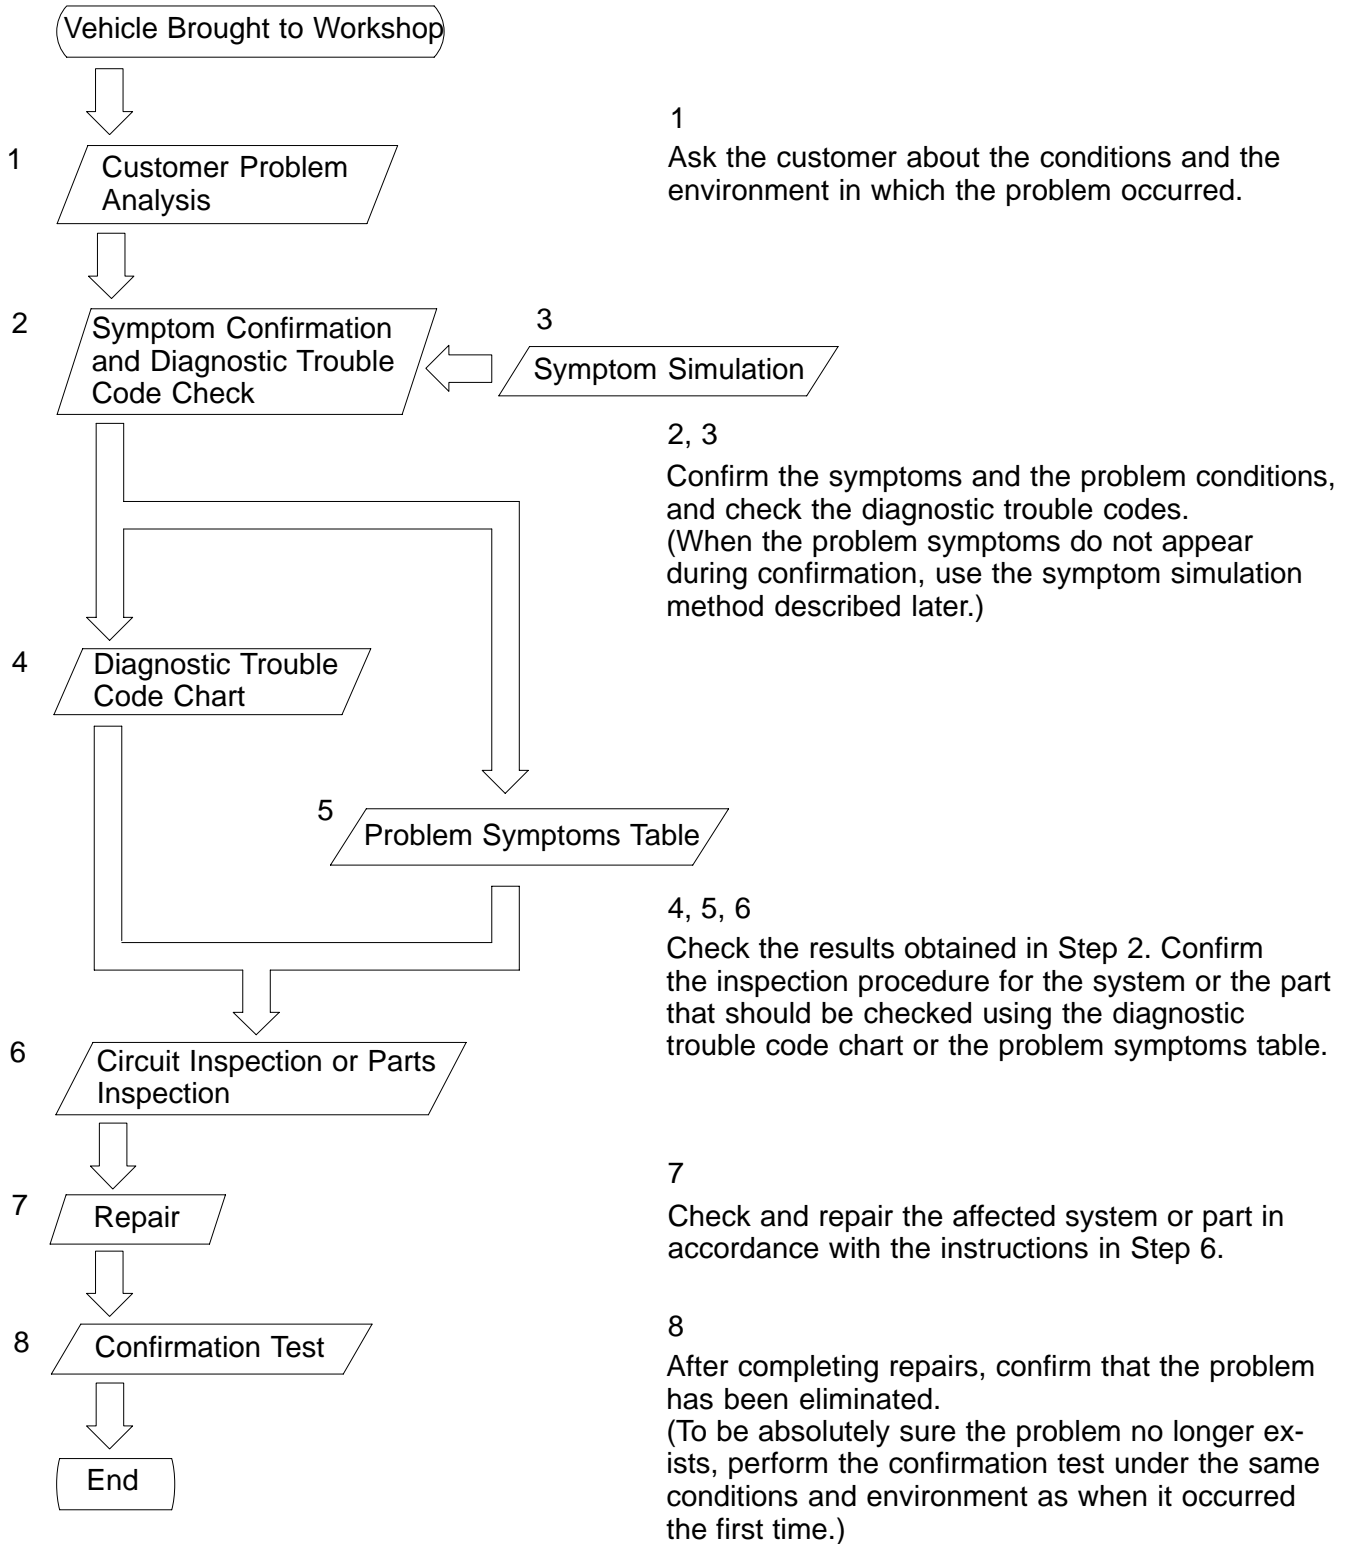 Vehicle Brought to Workshop
1
Customer Problem
Analysis
1
Ask the customer about the conditions and the
environment in which the problem occurred.
2
Symptom Confirmation
and Diagnostic Trouble
Code Check
3
Symptom Simulation
2, 3
Confirm the symptoms and the problem conditions,
and check the diagnostic trouble codes.
(When the problem symptoms do not appear
during confirmation, use the symptom simulation
method described later.)
4
Diagnostic Trouble
Code Chart
5
Problem Symptoms Table
4, 5, 6
Check the results obtained in Step 2. Confirm
the inspection procedure for the system or the part
that should be checked using the diagnostic
trouble code chart or the problem symptoms table.
6
Circuit Inspection or Parts
Inspection
7
Repair
7
Check and repair the affected system or part in
accordance with the instructions in Step 6.
8
Confirmation Test
8
After completing repairs, confirm that the problem
has been eliminated.
(To be absolutely sure the problem no longer ex-
ists, perform the confirmation test under the same
conditions and environment as when it occurred
the first time.)
End